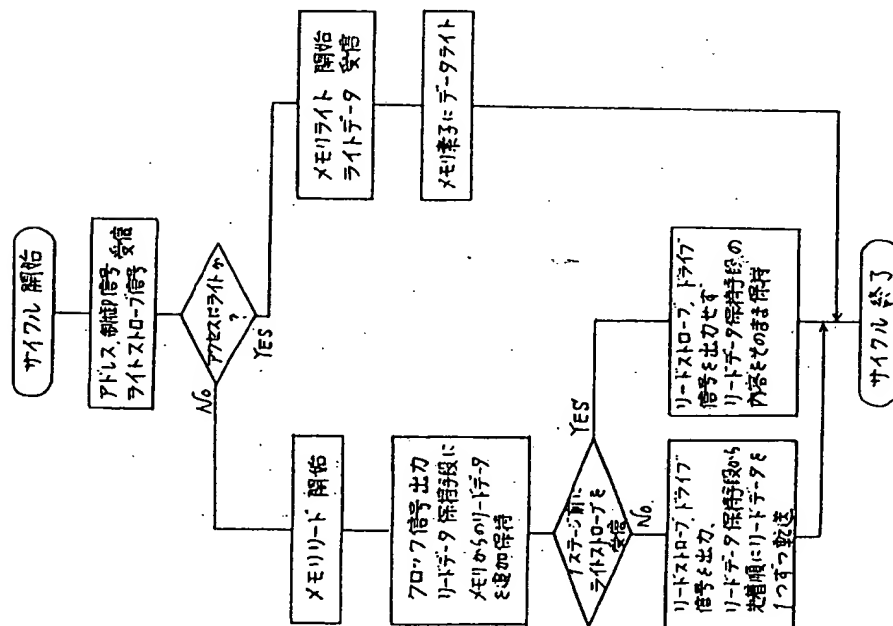 サイクル 開始
アドレス,制御信号 受信
ライトストローブ信号
アクセスはライトか
?
No
YES
メモリリード 開始
メモリライト 開始
ライトデータ 受信
クロック信号出力
リードデータ保持手段に
メモリからのリードデータ
を追加保持
メモリ素子にデータライト
1ステージ前に
ライトストローブを
受信
YES
No
リードストローブ,ドライブ
信号を出力、
リードデータ保持手段から
先着順にリードデータを
1つずつ転送
リードストローブ,ドライブ
信号を出力せず
リードデータ保持手段の
内容をそのまま保持
サイクル 終了